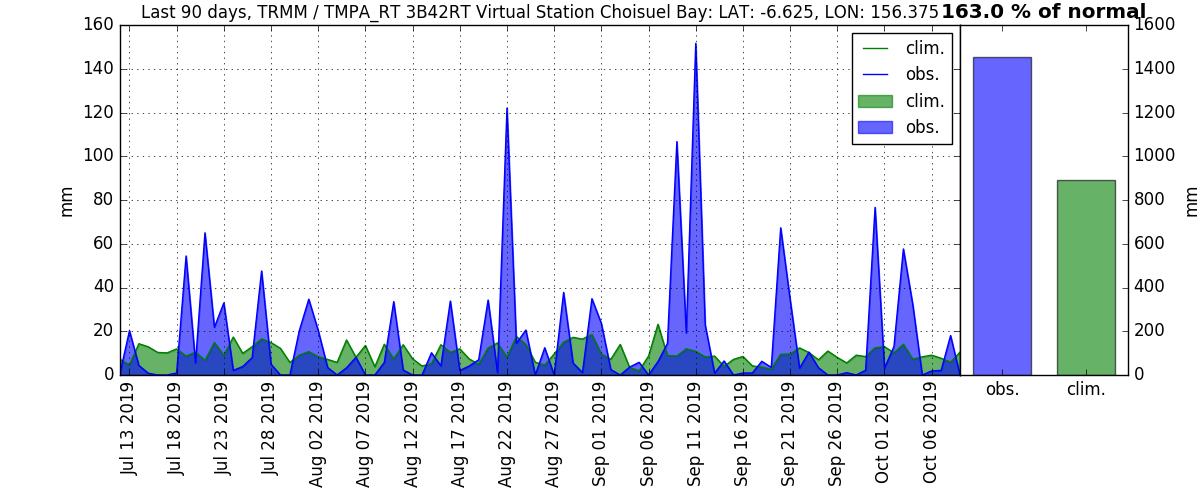 Last 90 days, TRMM / TMPA_RT 3B42RT Virtual Station Choisuel Bay: LAT: -6.625, LON: 156.375 163.0 % of normal
160
140
120
100
80
60
40
20
0
mm
clim.
obs.
clim.
obs.
1600
1400
1200
1000
800
600
400
200
0
mm
Jul 13 2019
Jul 18 2019
Jul 23 2019
Jul 28 2019
Aug 02 2019
Aug 07 2019
Aug 12 2019
Aug 17 2019
Aug 22 2019
Aug 27 2019
Sep 01 2019
Sep 06 2019
Sep 11 2019
Sep 16 2019
Sep 21 2019
Sep 26 2019
Oct 01 2019
Oct 06 2019
obs. clim.